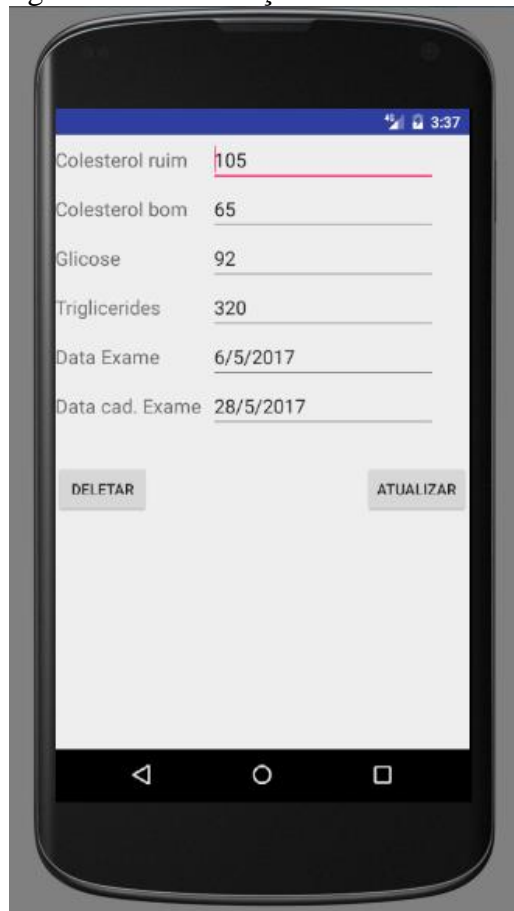 3:37
Colesterol ruim 105
Colesterol bom 65
Glicose 92
Triglicerides 320
Data Exame 6/5/2017
Data cad. Exame 28/5/2017
DELETAR ATUALIZAR